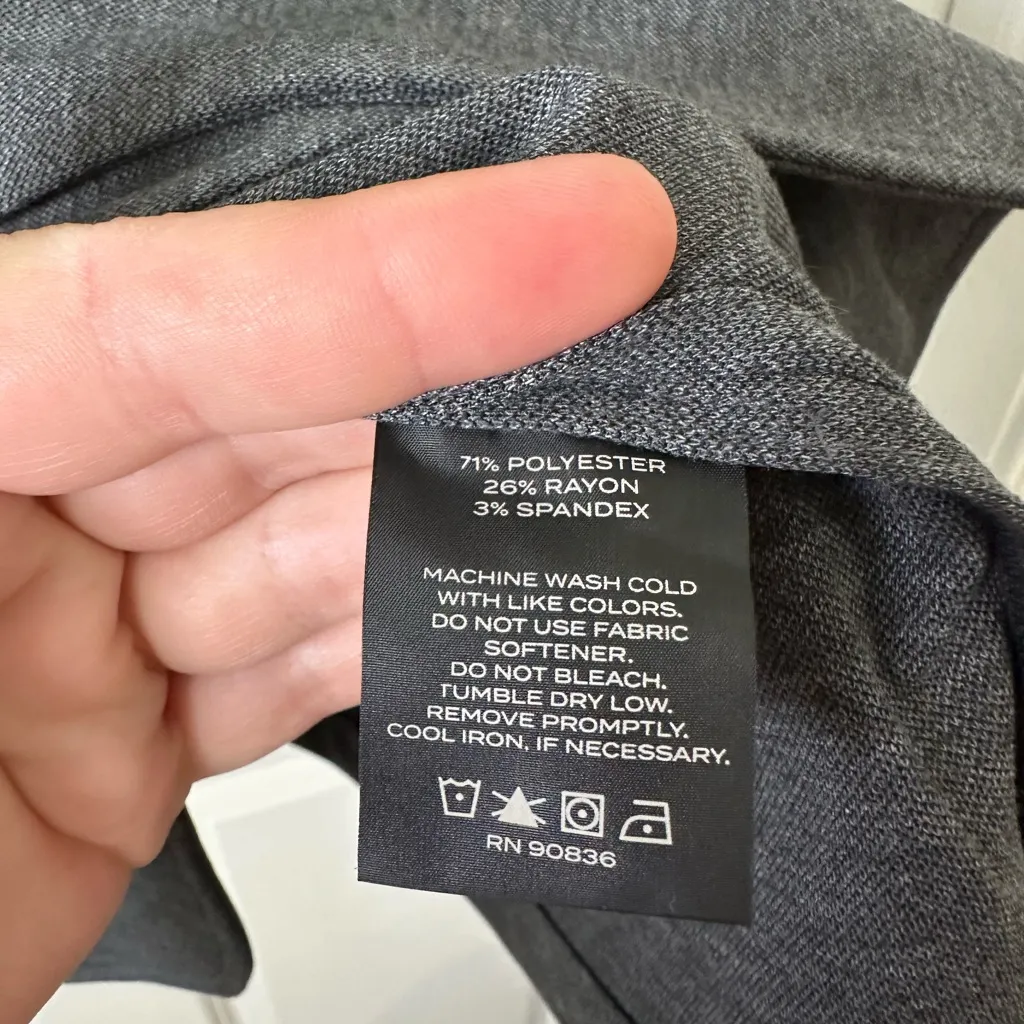 71% POLYESTER
26% RAYON
3% SPANDEX
MACHINE WASH COLD
WITH LIKE COLORS.
DO NOT USE FABRIC
SOFTENER.
DO NOT BLEACH.
TUMBLE DRY LOW.
REMOVE PROMPTLY.
COOL IRON, IF NECESSARY.
RN 90836